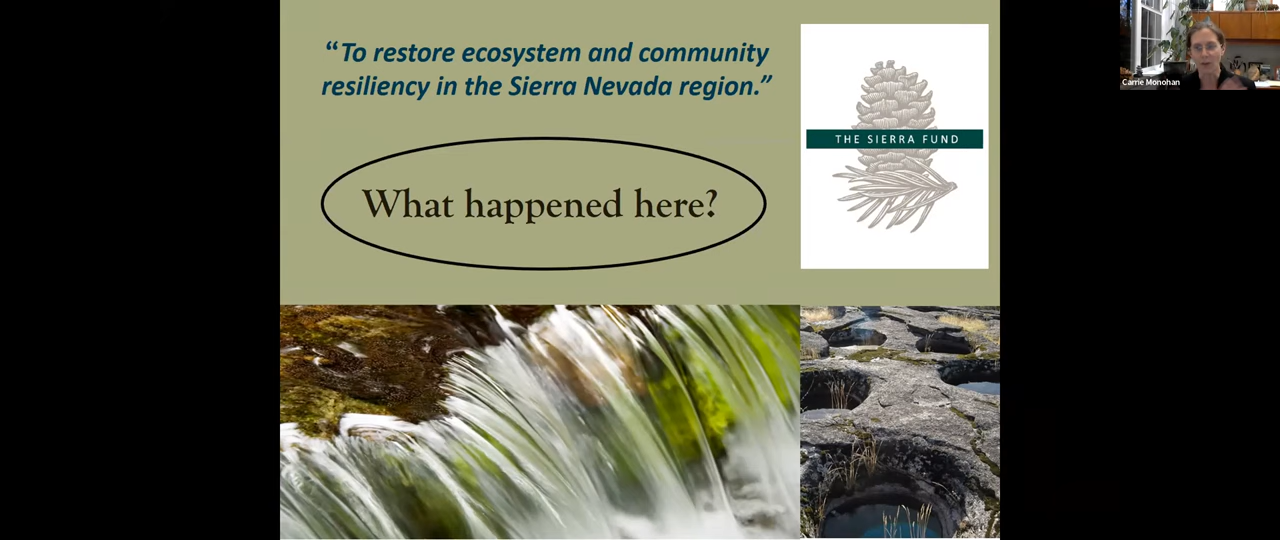 “To restore ecosystem and community
resiliency in the Sierra Nevada region.”
THE SIERRA FUND
What happened here?
Carrie Monohan